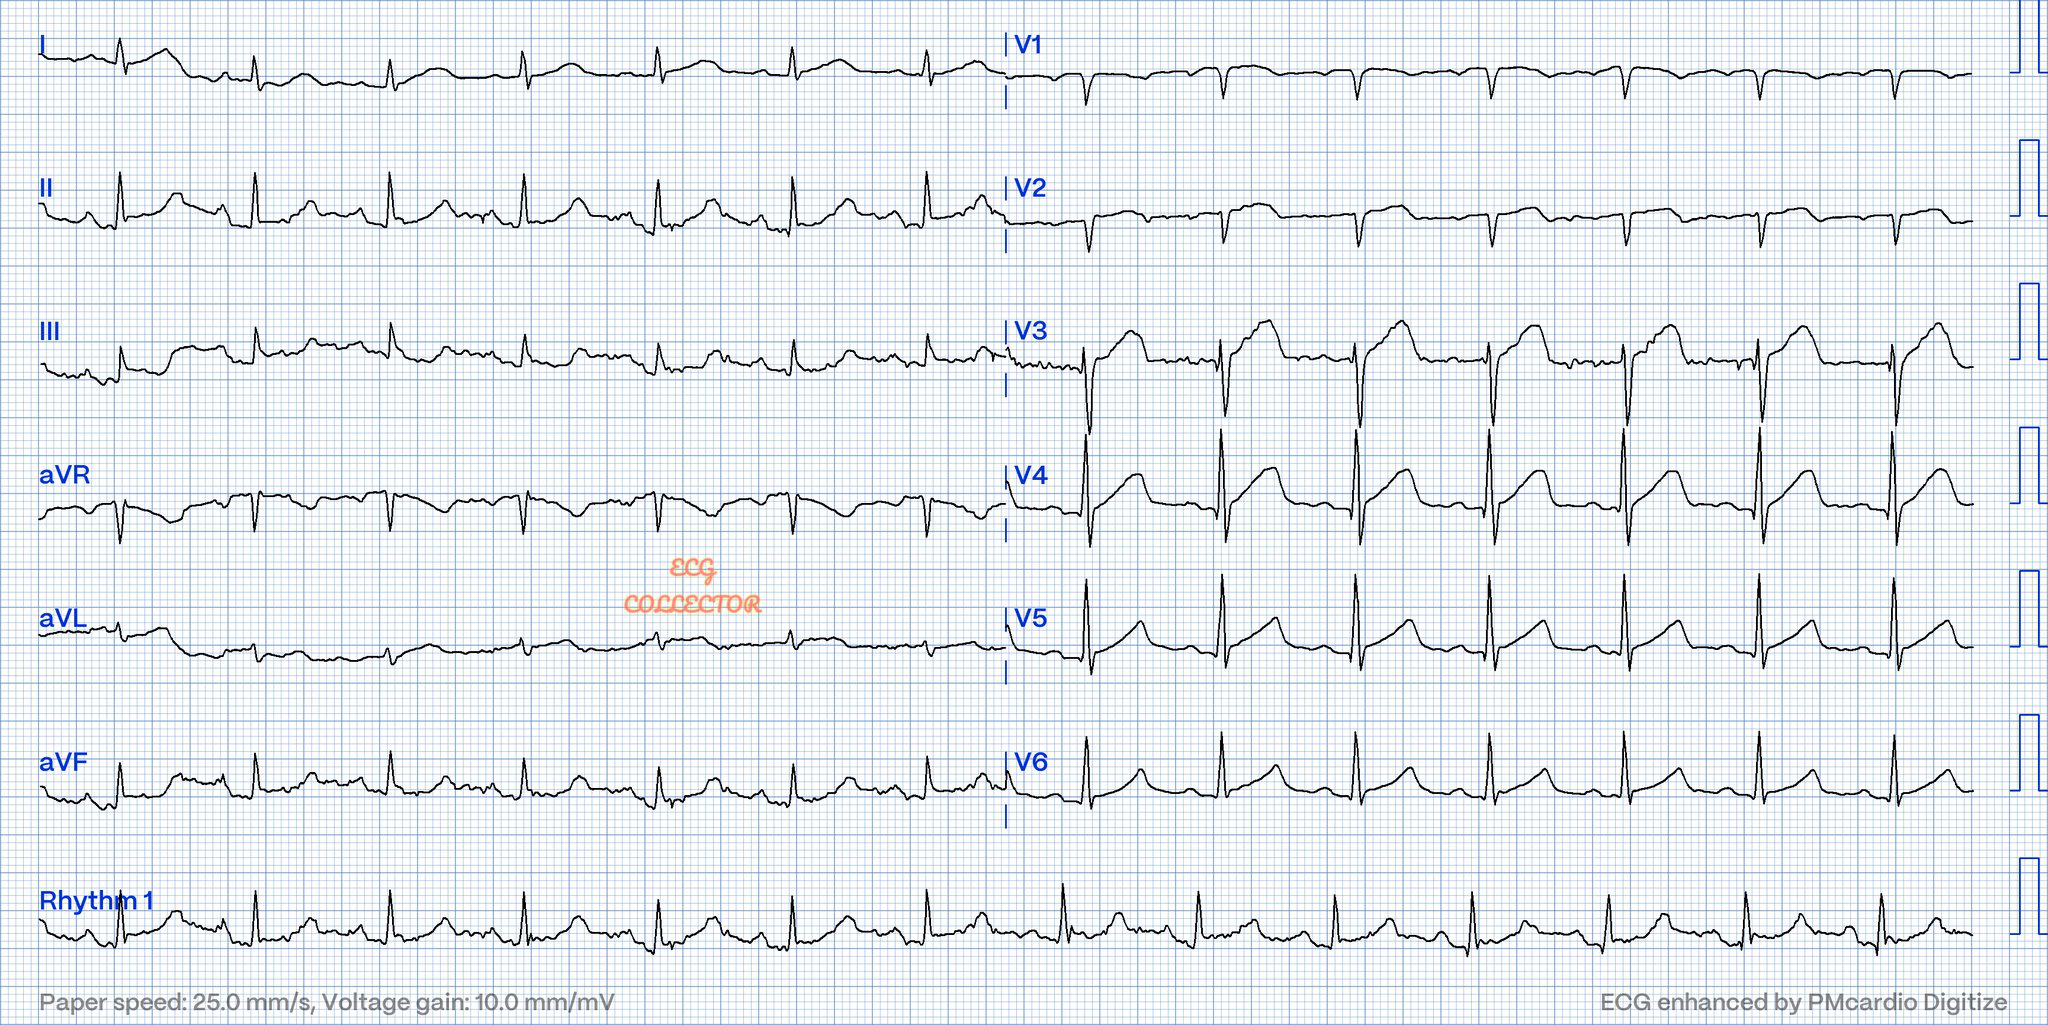 I
V1
II
V2
III
V3
aVR
V4
ECG
COLLECTOR
aVL
V5
aVF
V6
Rhythm 1
Paper speed: 25.0 mm/s, Voltage gain: 10.0 mm/mV
ECG enhanced by PMcardio Digitize